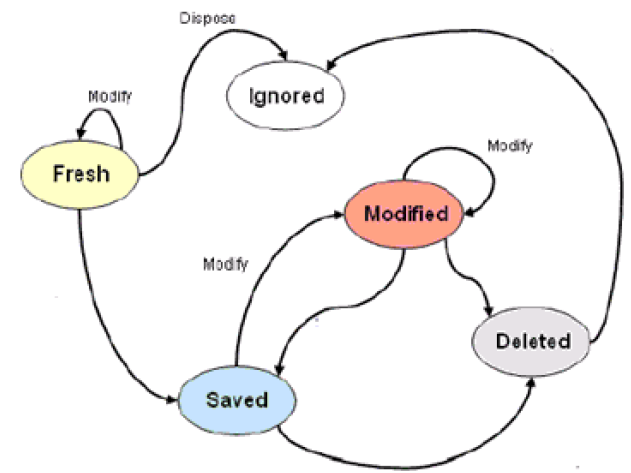 Dispose
Ignored
Modify
Fresh
Modify
Modified
Modify
Deleted
Saved